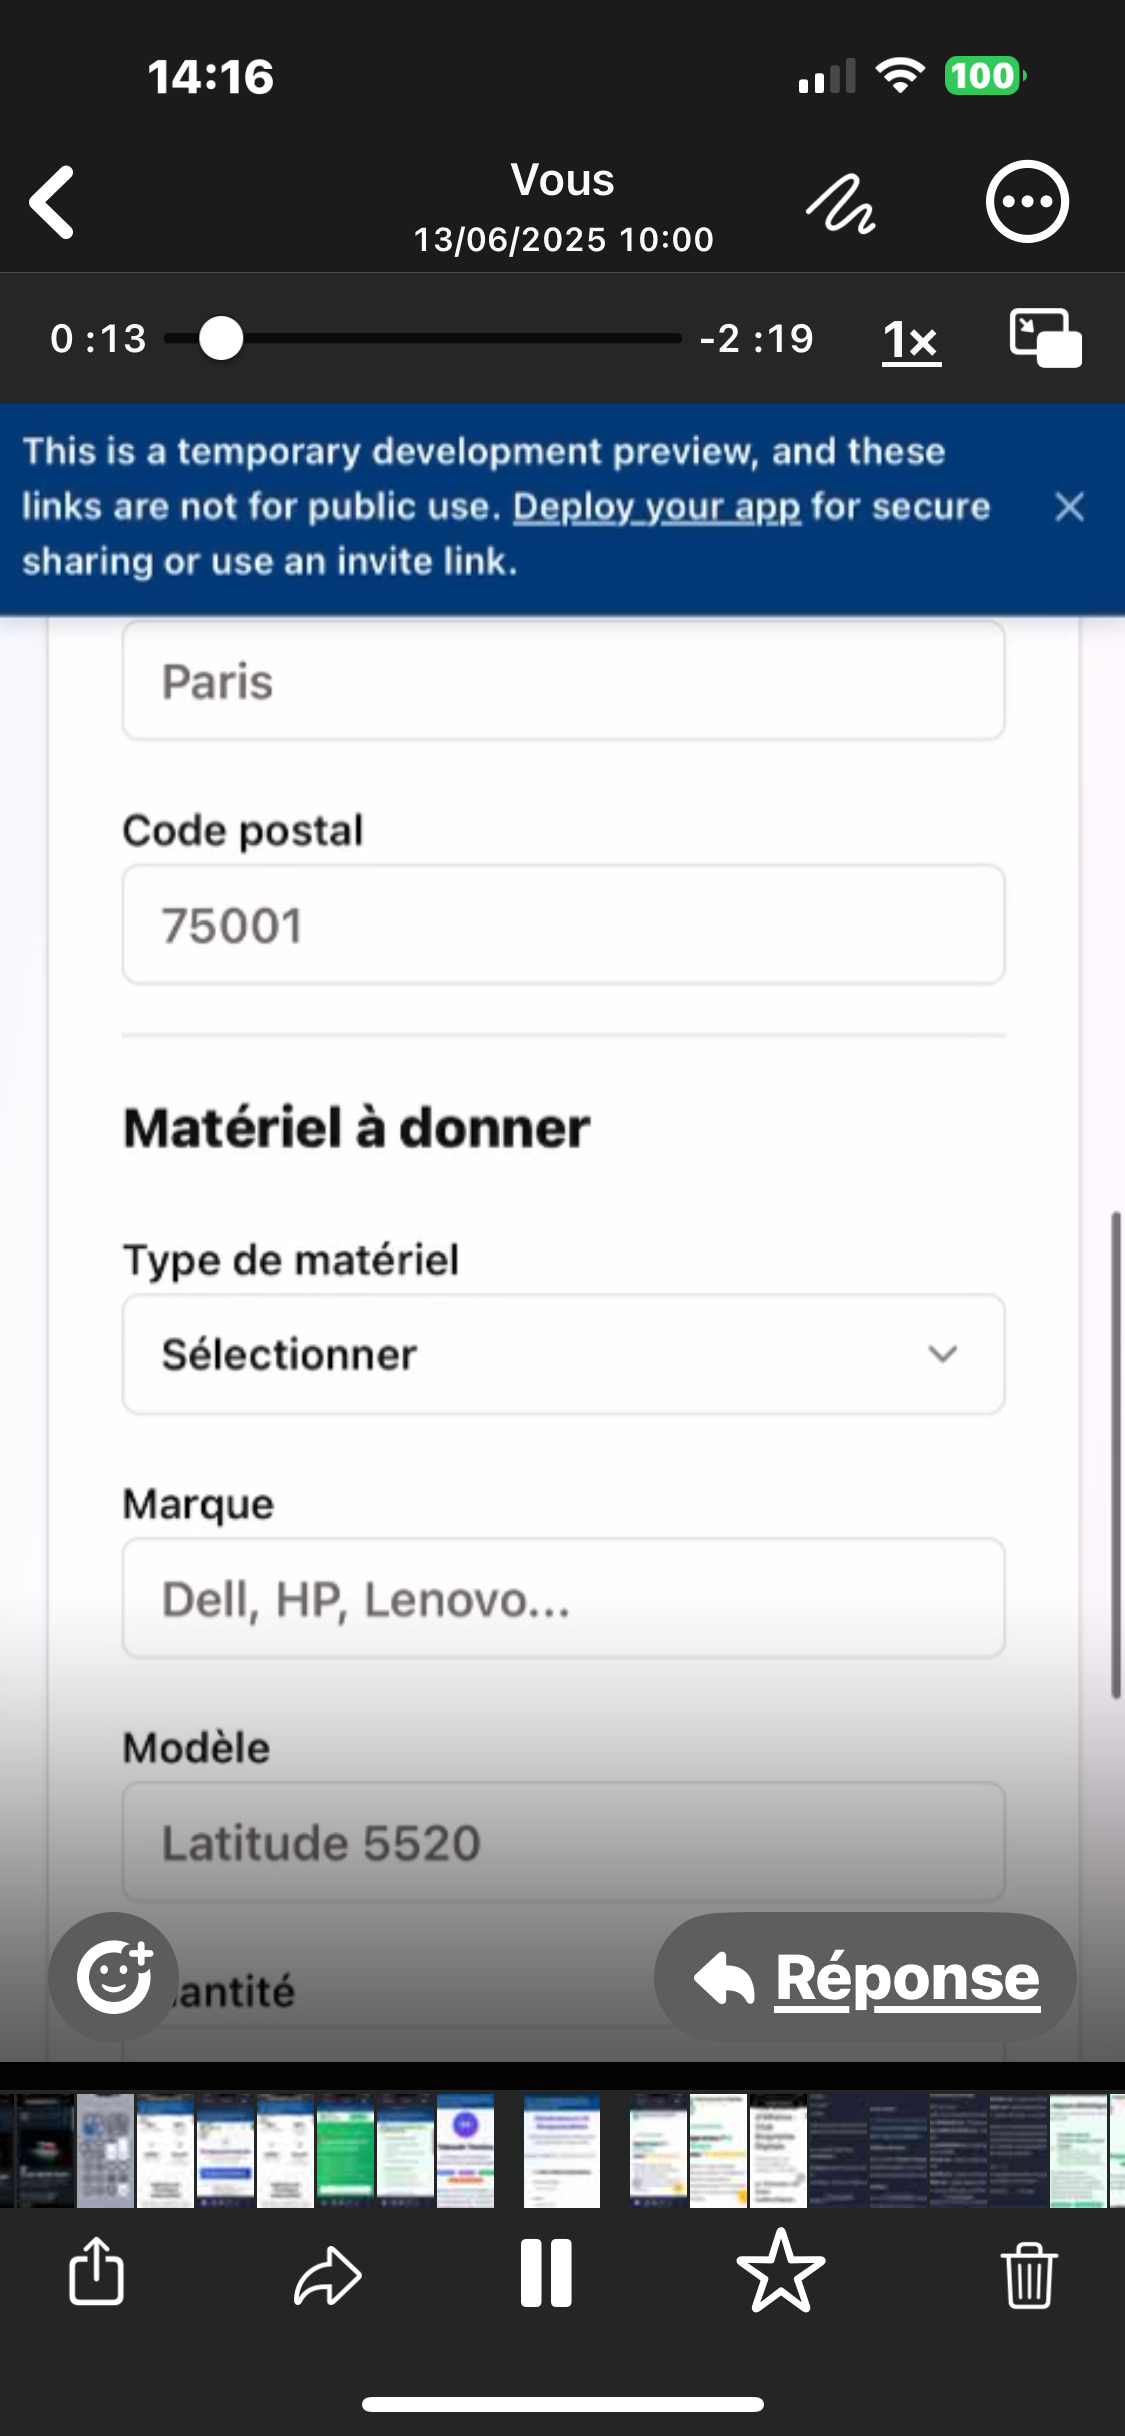 14:16
100
Vous
13/06/2025 10:00
0 :13
-2 :19
1×
This is a temporary development preview, and these
links are not for public use. Deploy your app for secure
sharing or use an invite link.
Paris
Code postal
75001
Matériel à donner
Type de matériel
Sélectionner
Marque
Dell, HP, Lenovo...
Modèle
Latitude 5520
antité
Réponse